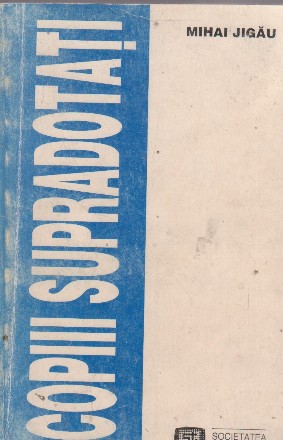 MIHAI JIGĂU
COPIII SUPRADOTAȚI
SOCIETATEA